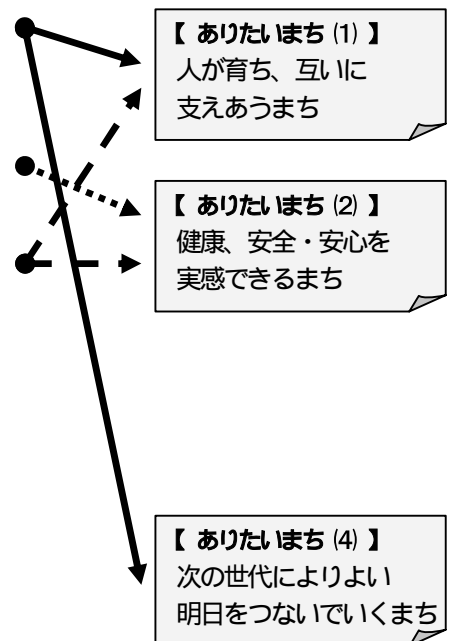 【 ありたいまち (1) 】
人が育ち、互いに
支えあうまち
【 ありたいまち (2) 】
健康、安全・安心を
実感できるまち
【 ありたいまち (4) 】
次の世代によりよい
明日をつないでいくまち